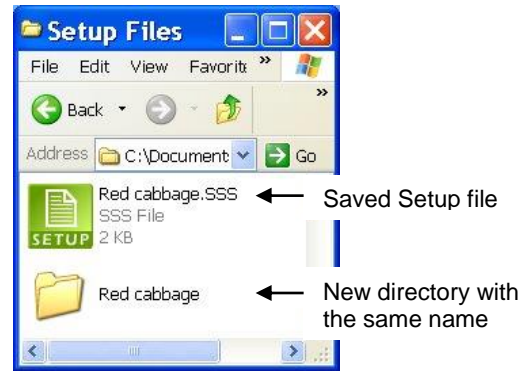 Setup Files
File Edit View Favorit »
Back »
Address C:\Document Go
Red cabbage.SSS
SSS File
SETUP 2 KB
Saved Setup file
Red cabbage
New directory with
the same name